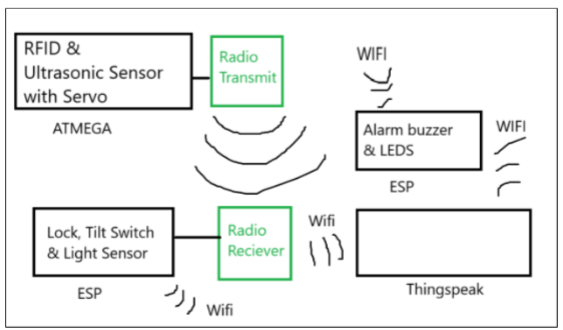 RFID &
Ultrasonic Sensor
with Servo
Radio
Transmit
ATMEGA
WIFI
Alarm buzzer
& LEDS
WIFI
ESP
Lock, Tilt Switch
& Light Sensor
Radio
Reciever
Wifi
ESP
Wifi
Thingspeak